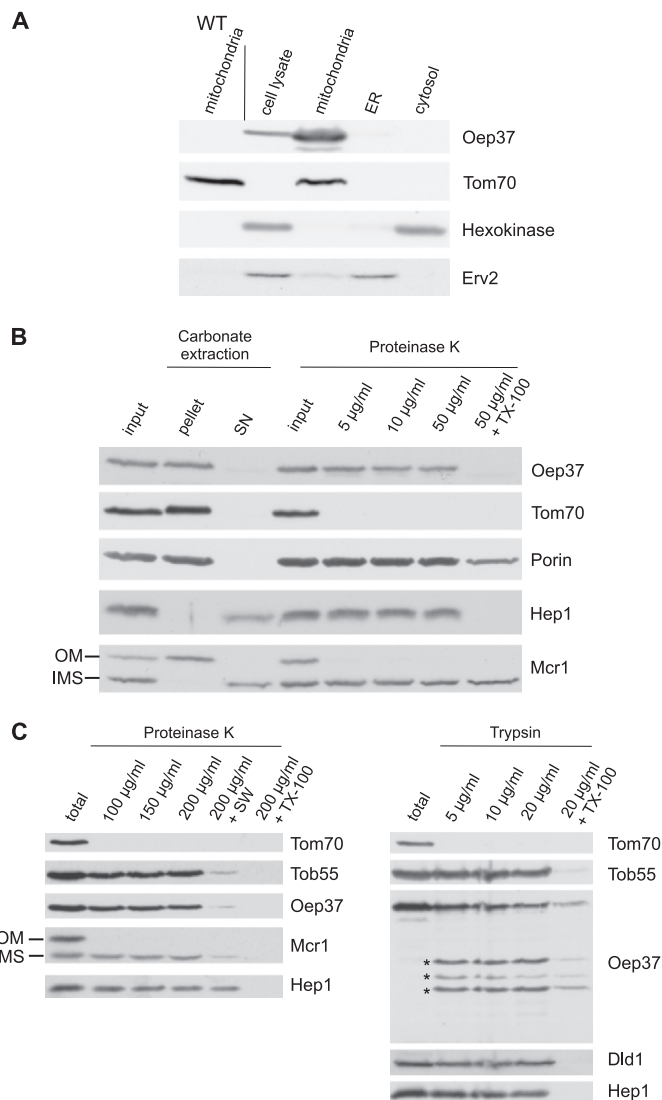 A
WT
mitochondria
cell lysate
mitochondria
ER
cytosol
Oep37
Tom70
Hexokinase
Erv2
B
Carbonate
extraction
Proteinase K
input
pellet
SN
input
5 µg/ml
10 µg/ml
50 µg/ml
50 µg/ml
+ TX-100
Oep37
Tom70
Porin
Hep1
OM
IMS
Mcr1
C
Proteinase K
total
100 µg/ml
150 µg/ml
200 µg/ml
200 µg/ml
+ SW
200 µg/ml
+ TX-100
Tom70
Tob55
Oep37
OM
MS
Mcr1
Hep1
Trypsin
total
5 µg/ml
10 µg/ml
20 µg/ml
20 µg/ml
+ TX-100
Tom70
Tob55
*
*
*
Oep37
Dld1
Hep1